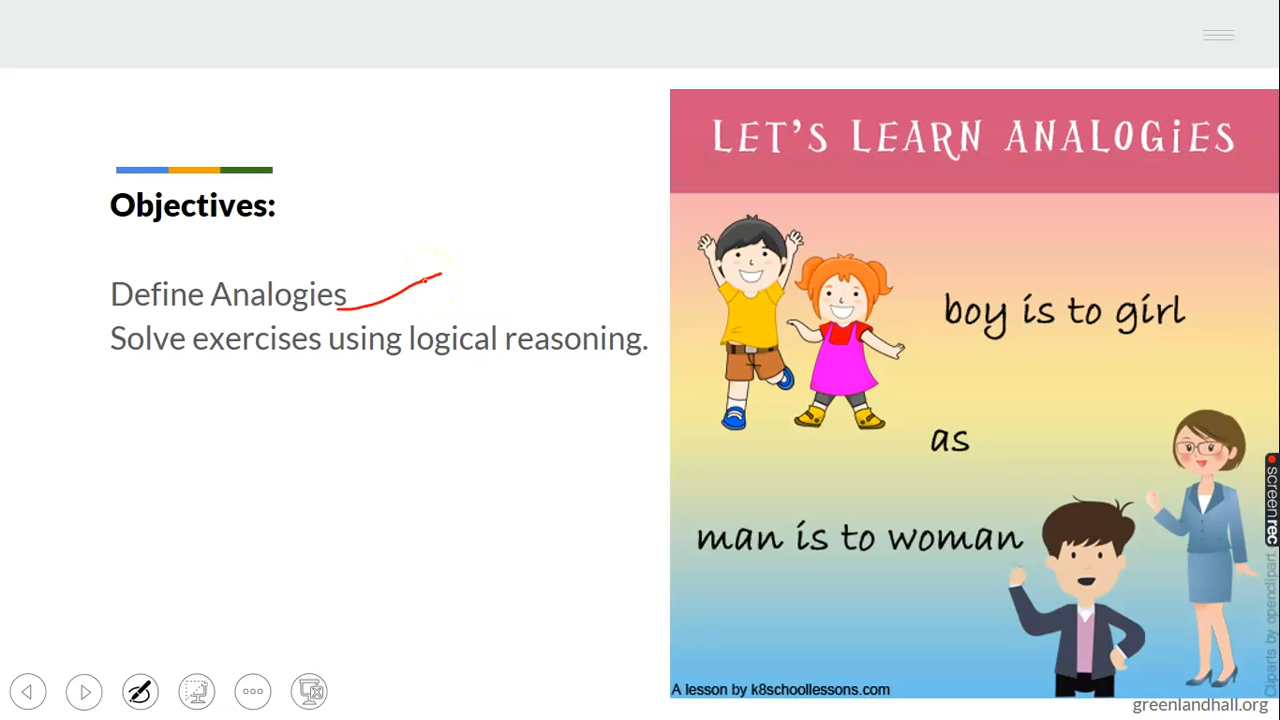 Objectives:
Define Analogies
Solve exercises using logical reasoning.
LET'S LEARN ANALOGiES
boy is to girl
as
man is to woman
A lesson by k8schoollessons.com
Cliparts by openclipart.
screenrec
greenlandhall.org